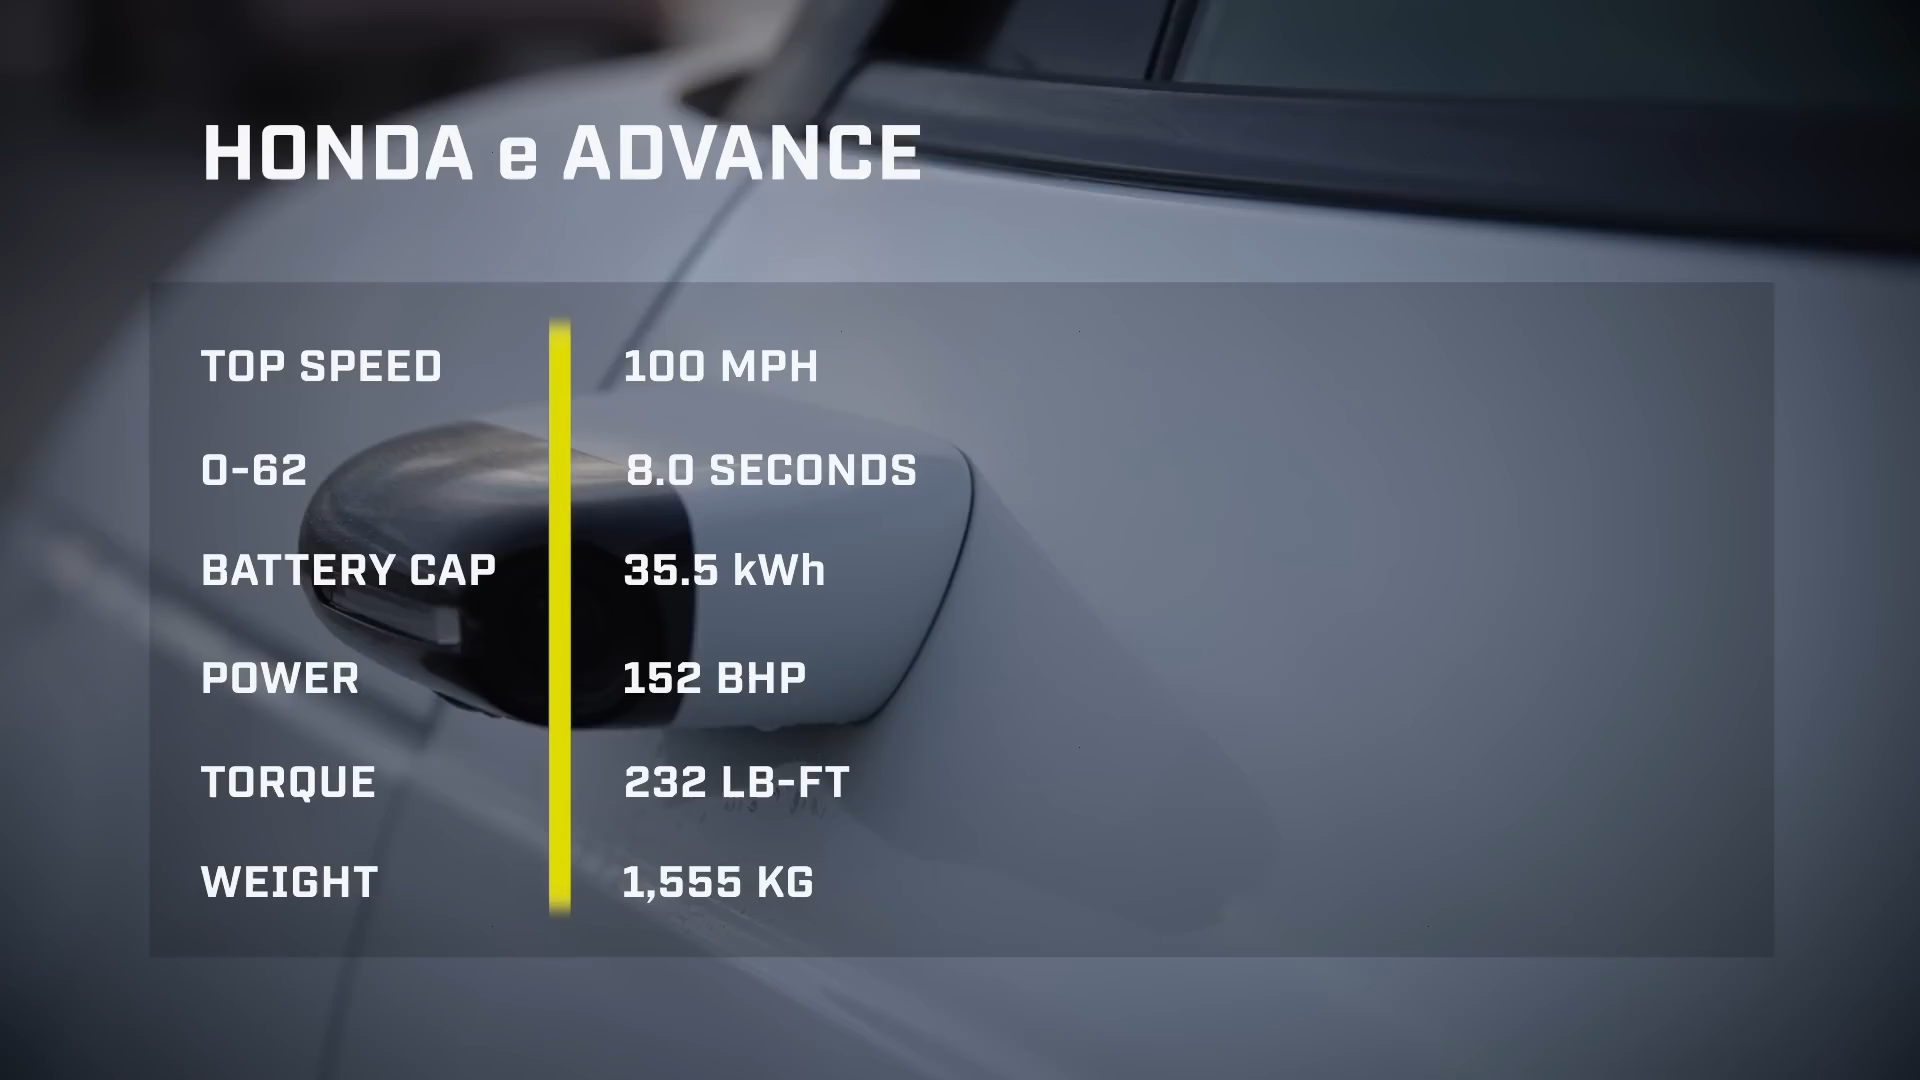 HONDA e ADVANCE
TOP SPEED 100 MPH
0-62 8.0 SECONDS
BATTERY CAP 35.5 kWh
POWER 152 BHP
TORQUE 232 LB-FT
WEIGHT 1,555 KG